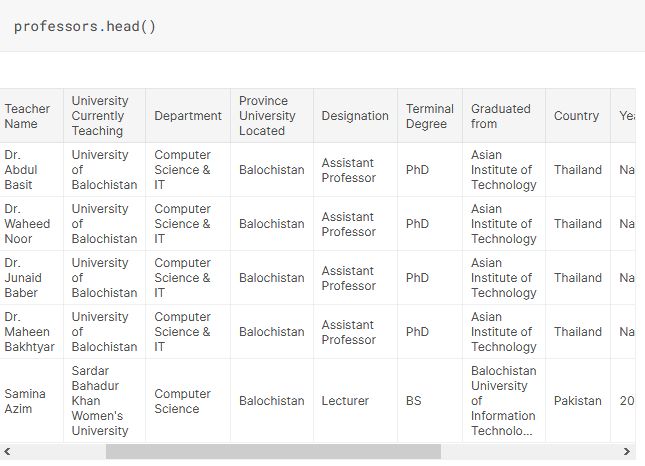 professors.head()
Teacher Name University Currently Teaching Department Province University Located Designation Terminal Degree Graduated from Country
Dr. Abdul Basit University of Balochistan Computer Science & IT Balochistan Assistant Professor PhD Asian Institute of Technology Thailand Na
Dr. Waheed Noor University of Balochistan Computer Science & IT Balochistan Assistant Professor PhD Asian Institute of Technology Thailand Na
Dr. Junaid Baber University of Balochistan Computer Science & IT Balochistan Assistant Professor PhD Asian Institute of Technology Thailand Na
Dr. Maheen Bakhtyar University of Balochistan Computer Science & IT Balochistan Assistant Professor PhD Asian Institute of Technology Thailand Na
Samina Azim Sardar Bahadur Khan Women's University Computer Science Balochistan Lecturer BS Balochistan University of Information Technolo... Pakistan 20